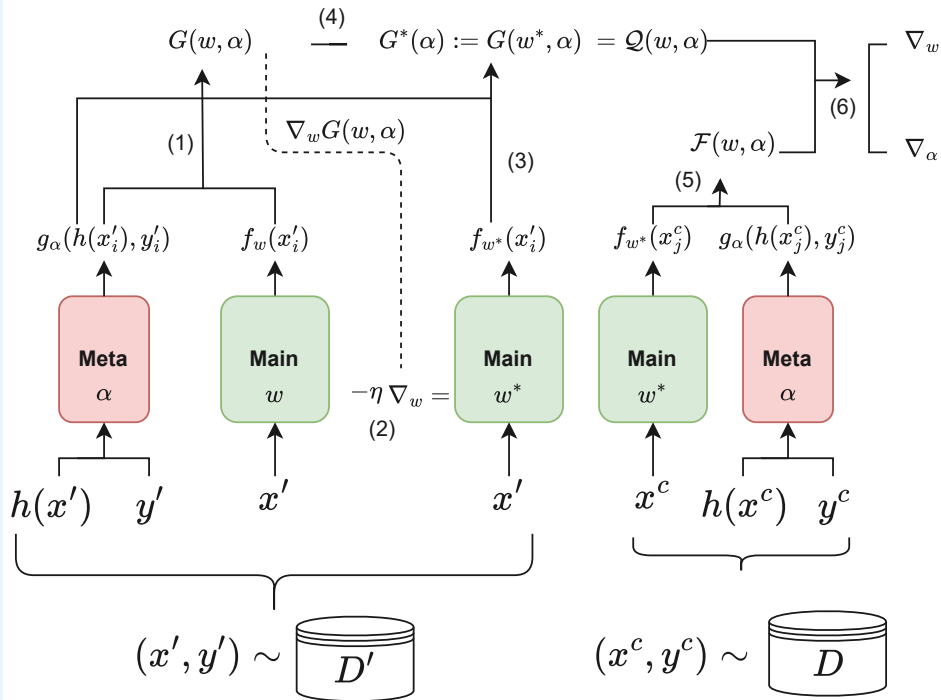 (4)
G(w, α) — G*(α) := G(w*, α) = 𝒬(w, α)
∇_w
(6)
(1)
∇_w G(w, α)
(3)
ℱ(w, α)
∇_α
(5)
g_α(h(x'_i), y'_i)
f_w(x'_i)
f_{w*}(x'_i)
f_{w*}(x^c_j)
g_α(h(x^c_j), y^c_j)
Meta
α
Main
w
−η ∇_w =
(2)
Main
w*
Main
w*
Meta
α
h(x') y' x' x' x^c h(x^c) y^c
(x', y') ∼ D'
(x^c, y^c) ∼ D